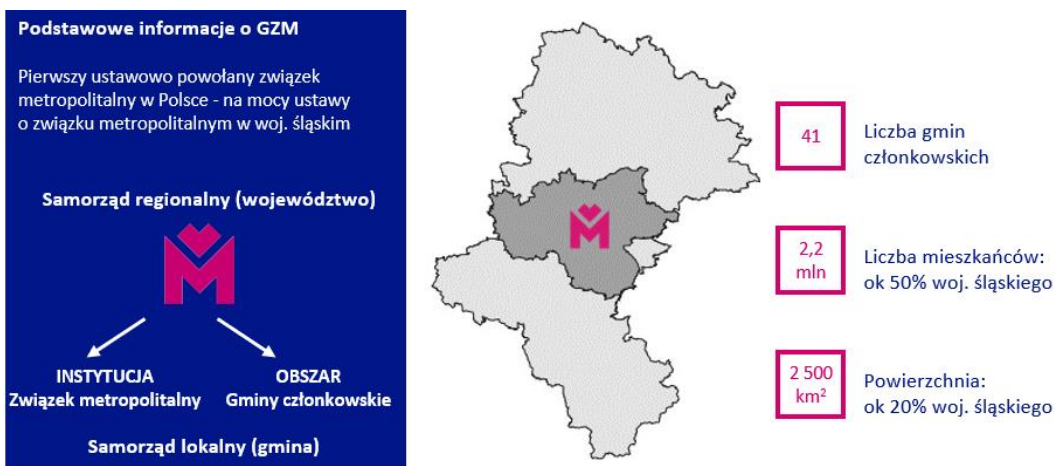 Podstawowe informacje o GZM
Pierwszy ustawowo powołany związek
metropolitalny w Polsce - na mocy ustawy
o związku metropolitalnym w woj. śląskim
Samorząd regionalny (województwo)
INSTYTUCJA
Związek metropolitalny
OBSZAR
Gminy członkowskie
Samorząd lokalny (gmina)
41
Liczba gmin
członkowskich
2,2
mln
Liczba mieszkańców:
ok 50% woj. śląskiego
2 500
km²
Powierzchnia:
ok 20% woj. śląskiego